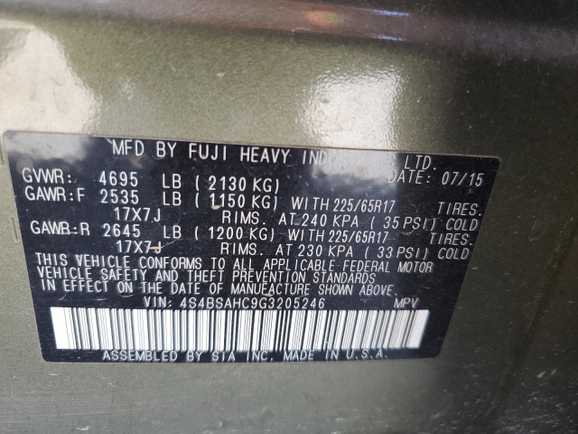 MFD BY FUJI HEAVY IND LTD.
GVWR: 4695 LB ( 2130 KG) DATE: 07/15
GAWR:F 2535 LB ( 1150 KG) WITH 225/65R17 TIRES.
17X7J RIMS. AT 240 KPA ( 35 PSI) COLD
GAWR:R 2645 LB ( 1200 KG) WITH 225/65R17 TIRES.
17X7J RIMS. AT 230 KPA ( 33 PSI) COLD
THIS VEHICLE CONFORMS TO ALL APPLICABLE FEDERAL MOTOR
VEHICLE SAFETY AND THEFT PREVENTION STANDARDS
IN EFFECT ON THE DATE OF MANUFACTURE SHOWN ABOVE.
VIN: 4S4BSAHC9G3205246 MPV
ASSEMBLED BY SIA INC. MADE IN U.S.A.